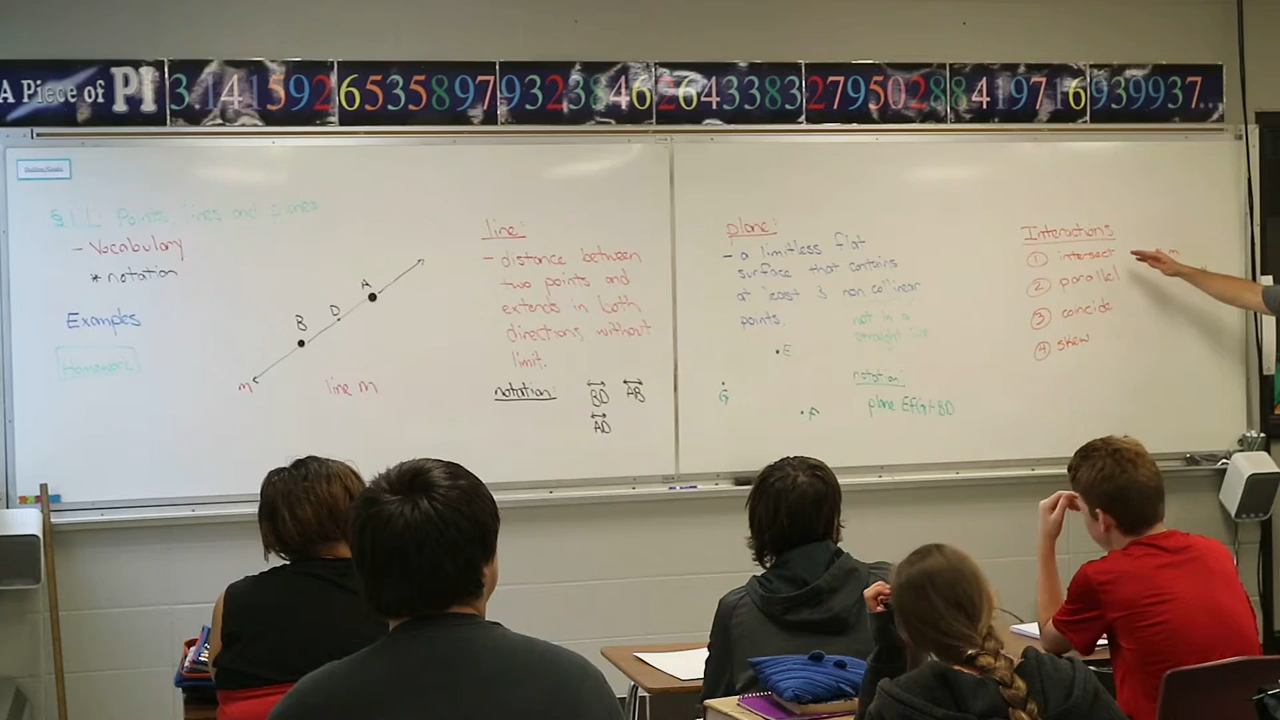 A Piece of PI 3.141592 65358979323846264338327950288419716939937...
§1.1: Points, lines and planes
- Vocabulary
* notation
Examples
Homework
B D A
m
line m
line:
- distance between
two points and
extends in both
directions without
limit.
notation: BD AB
AD
plane:
- a limitless flat
surface that contains
at least 3 non collinear
points.
not in a
straight line
E
G
F
notation:
plane EFG
Interactions
① intersect
② parallel
③ coincide
④ skew
m